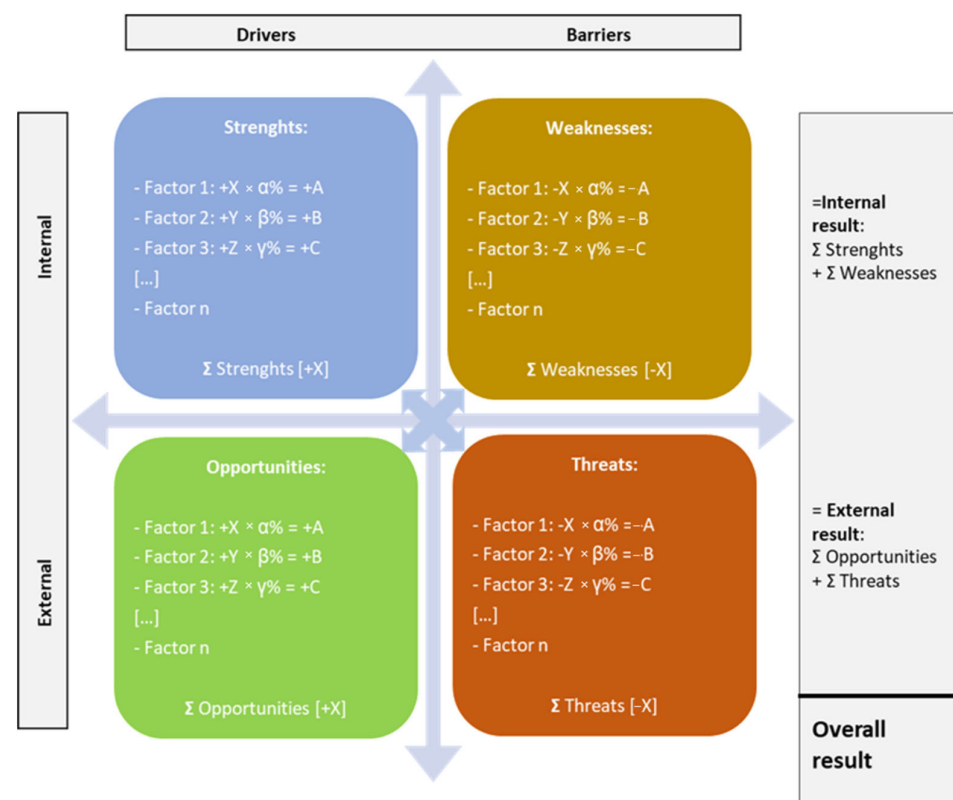 Drivers
Barriers
Internal
Strenghts:
- Factor 1: +X × α% = +A
- Factor 2: +Y × β% = +B
- Factor 3: +Z × γ% = +C
[...]
- Factor n
Σ Strenghts [+X]
Weaknesses:
- Factor 1: -X × α% =–A
- Factor 2: -Y × β% =–B
- Factor 3: -Z × γ% =–C
[...]
- Factor n
Σ Weaknesses [-X]
=Internal
result:
Σ Strenghts
+ Σ Weaknesses
External
Opportunities:
- Factor 1: +X × α% = +A
- Factor 2: +Y × β% = +B
- Factor 3: +Z × γ% = +C
[...]
- Factor n
Σ Opportunities [+X]
Threats:
- Factor 1: -X × α% =–A
- Factor 2: -Y × β% =–B
- Factor 3: -Z × γ% =–C
[...]
- Factor n
Σ Threats [–X]
= External
result:
Σ Opportunities
+ Σ Threats
Overall
result